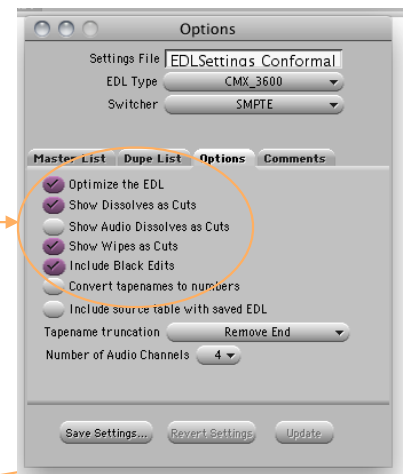 Options
Settings File EDLSettings Conformal
EDL Type CMX_3600
Switcher SMPTE
Master List Dupe List Options Comments
Optimize the EDL
Show Dissolves as Cuts
Show Audio Dissolves as Cuts
Show Wipes as Cuts
Include Black Edits
Convert tapenames to numbers
Include source table with saved EDL
Tapename truncation Remove End
Number of Audio Channels 4
Save Settings... Revert Settings Update